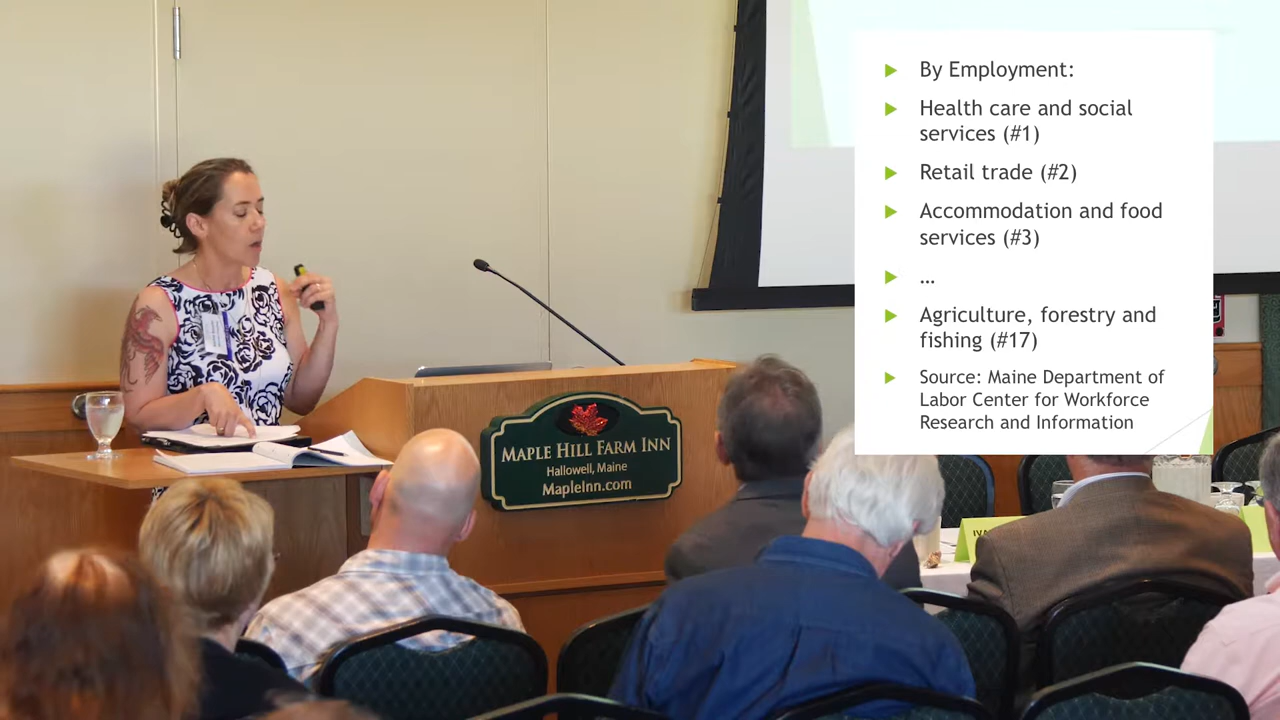 By Employment:
Health care and social
services (#1)
Retail trade (#2)
Accommodation and food
services (#3)
...
Agriculture, forestry and
fishing (#17)
Source: Maine Department of
Labor Center for Workforce
Research and Information
MAPLE HILL FARM INN
Hallowell, Maine
MapleInn.com